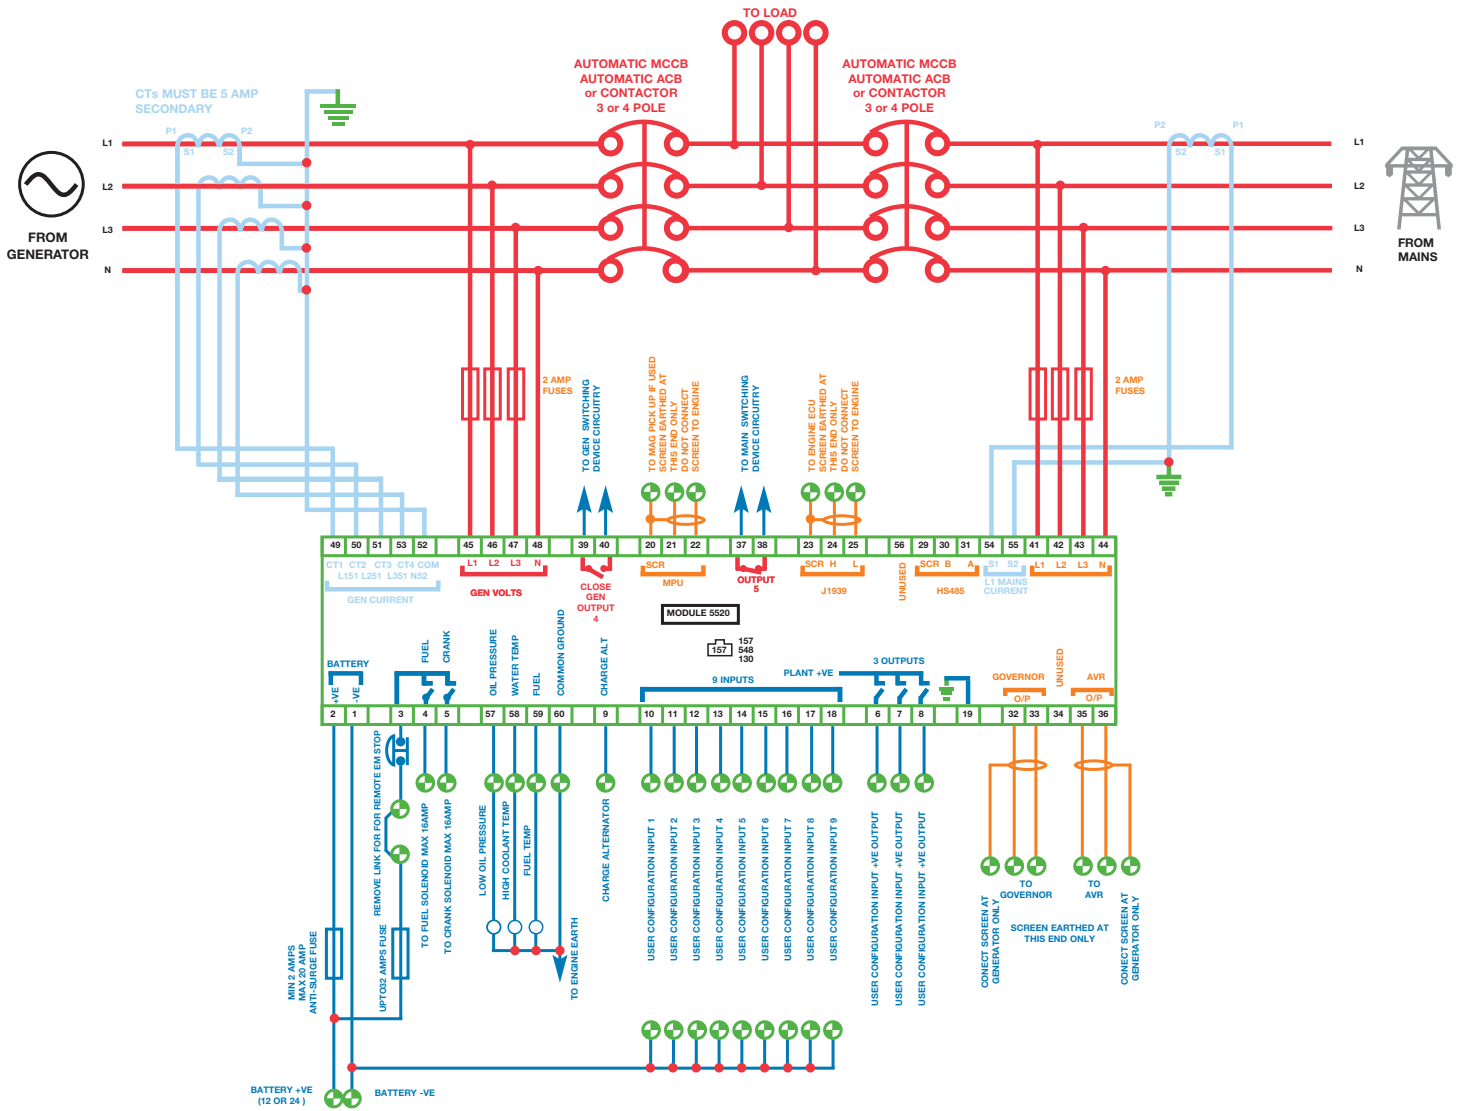 TO LOAD
AUTOMATIC MCCB
AUTOMATIC ACB
or CONTACTOR
3 or 4 POLE
AUTOMATIC MCCB
AUTOMATIC ACB
or CONTACTOR
3 or 4 POLE
CTs MUST BE 5 AMP
SECONDARY
P1 P2
S1 S2
P2 P1
S2 S1
L1
L2
L3
N
FROM
GENERATOR
L1
L2
L3
N
FROM
MAINS
2 AMP
FUSES
TO GEN SWITCHING
DEVICE CIRCUITRY
TO MAG PICK UP IF USED
SCREEN EARTHED AT
THIS END ONLY
DO NOT CONNECT
SCREEN TO ENGINE
TO MAIN SWITCHING
DEVICE CIRCUITRY
TO ENGINE ECU
SCREEN EARTHED AT
THIS END ONLY
DO NOT CONNECT
SCREEN TO ENGINE
2 AMP
FUSES
49 50 51 53 52 45 46 47 48 39 40 20 21 22 37 38 23 24 25 56 29 30 31 54 55 41 42 43 44
CT1 CT2 CT3 CT4 COM
L151 L251 L351 N52
GEN CURRENT
L1 L2 L3 N
GEN VOLTS
CLOSE
GEN
OUTPUT
4
SCR
MPU
OUTPUT
5
SCR H L
J1939
UNUSED
SCR B A
HS485
S1 S2
L1 MAINS
CURRENT
L1 L2 L3 N
MODULE 5520
157
157
548
130
BATTERY
+VE
-VE
FUEL
CRANK
OIL PRESSURE
WATER TEMP
FUEL
COMMON GROUND
CHARGE ALT
9 INPUTS
PLANT +VE
3 OUTPUTS
GOVERNOR
O/P
UNUSED
AVR
O/P
2 1 3 4 5 57 58 59 60 9 10 11 12 13 14 15 16 17 18 6 7 8 19 32 33 34 35 36
MIN 2 AMPS
MAX 20 AMP
ANTI-SURGE FUSE
REMOVE LINK FOR FOR REMOTE EM STOP
UPTO32 AMPS FUSE
TO FUEL SOLENOID MAX 16AMP
TO CRANK SOLENOID MAX 16AMP
LOW OIL PRESSURE
HIGH COOLANT TEMP
FUEL TEMP
TO ENGINE EARTH
CHARGE ALTERNATOR
USER CONFIGURATION INPUT 1
USER CONFIGURATION INPUT 2
USER CONFIGURATION INPUT 3
USER CONFIGURATION INPUT 4
USER CONFIGURATION INPUT 5
USER CONFIGURATION INPUT 6
USER CONFIGURATION INPUT 7
USER CONFIGURATION INPUT 8
USER CONFIGURATION INPUT 9
USER CONFIGURATION INPUT +VE OUTPUT
USER CONFIGURATION INPUT +VE OUTPUT
USER CONFIGURATION INPUT +VE OUTPUT
CONECT SCREEN AT
GENERATOR ONLY
TO
GOVERNOR
TO
AVR
SCREEN EARTHED AT
THIS END ONLY
CONECT SCREEN AT
GENERATOR ONLY
BATTERY +VE
(12 OR 24 )
BATTERY -VE